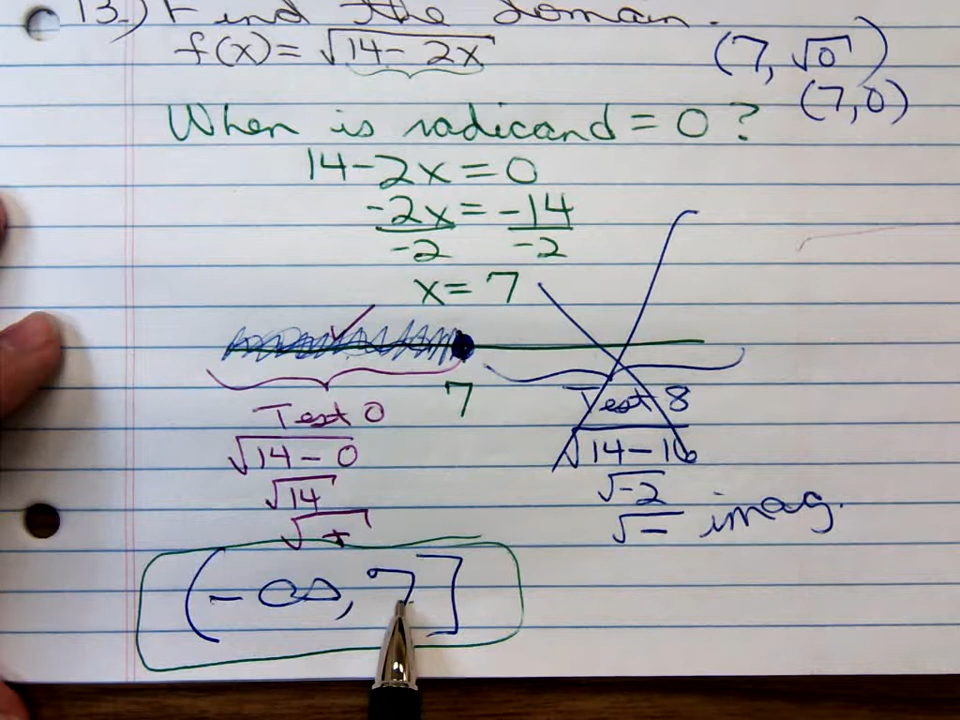 13.) Find the domain.
f(x) = √14 - 2x
(7, √0)
(7,0)
When is radicand = 0 ?
14-2x = 0
-2x = -14
-2 -2
x = 7
7
Test 0
√14 - 0
√14
√+
Test 8
√14 - 16
√-2
√- imag.
(-∞, 7]